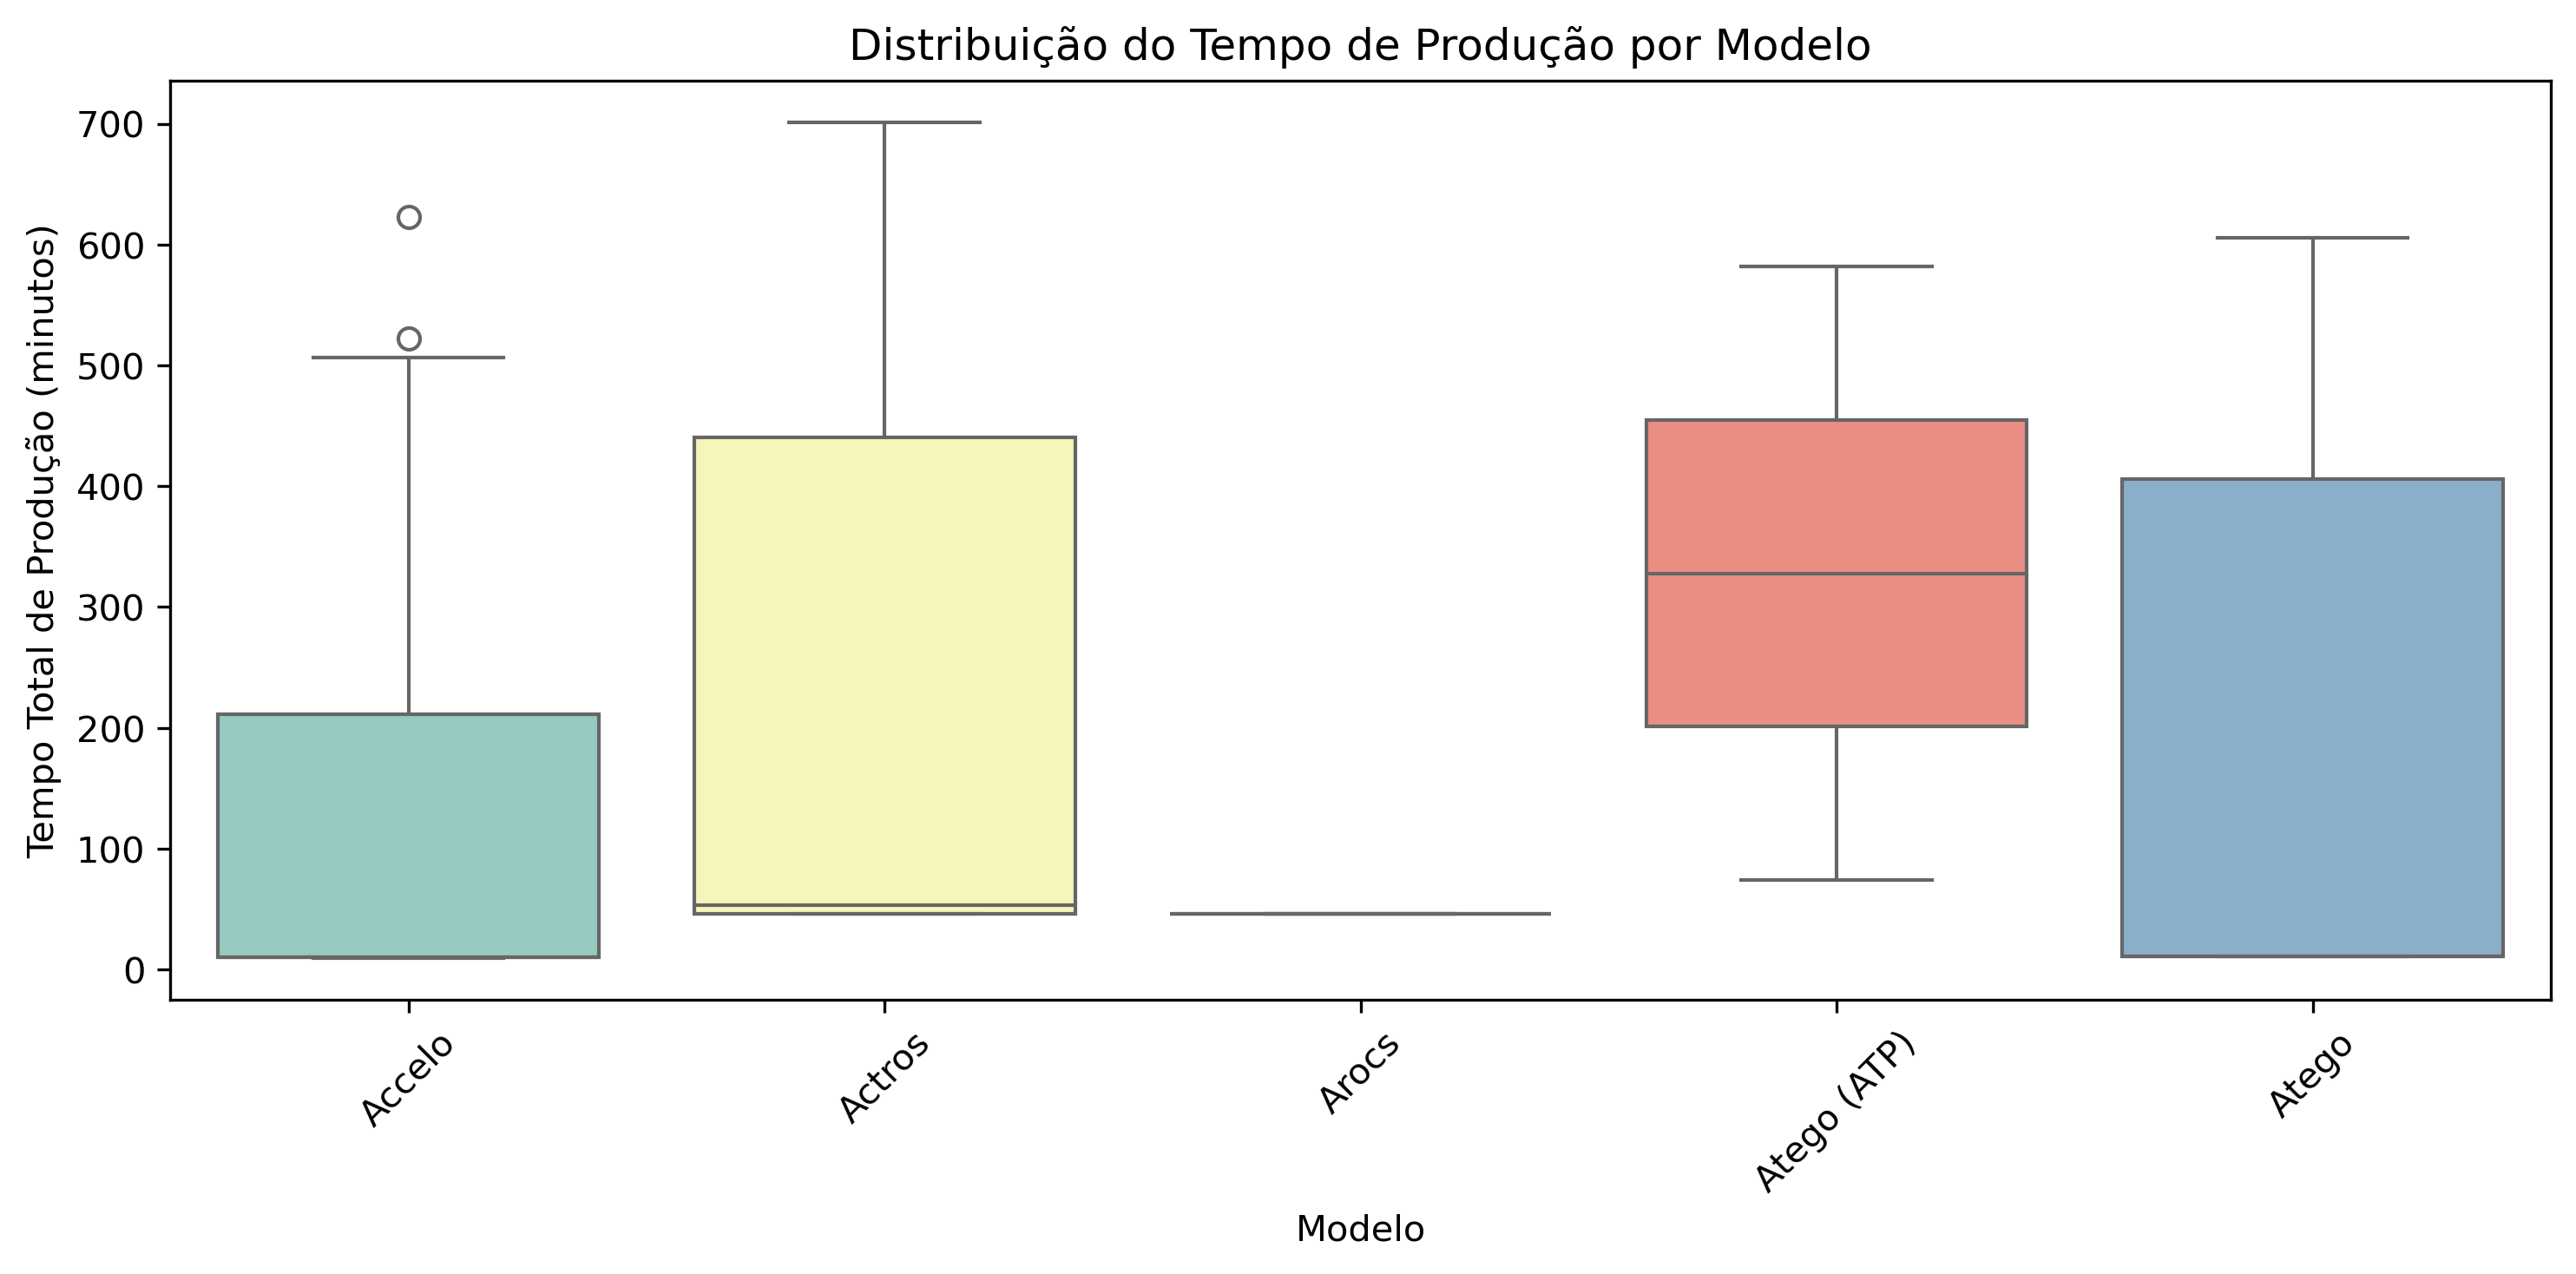 Distribuição do Tempo de Produção por Modelo
Tempo Total de Produção (minutos)
700
600
500
400
300
200
100
0
Accelo
Actros
Arocs
Atego (ATP)
Atego
Modelo